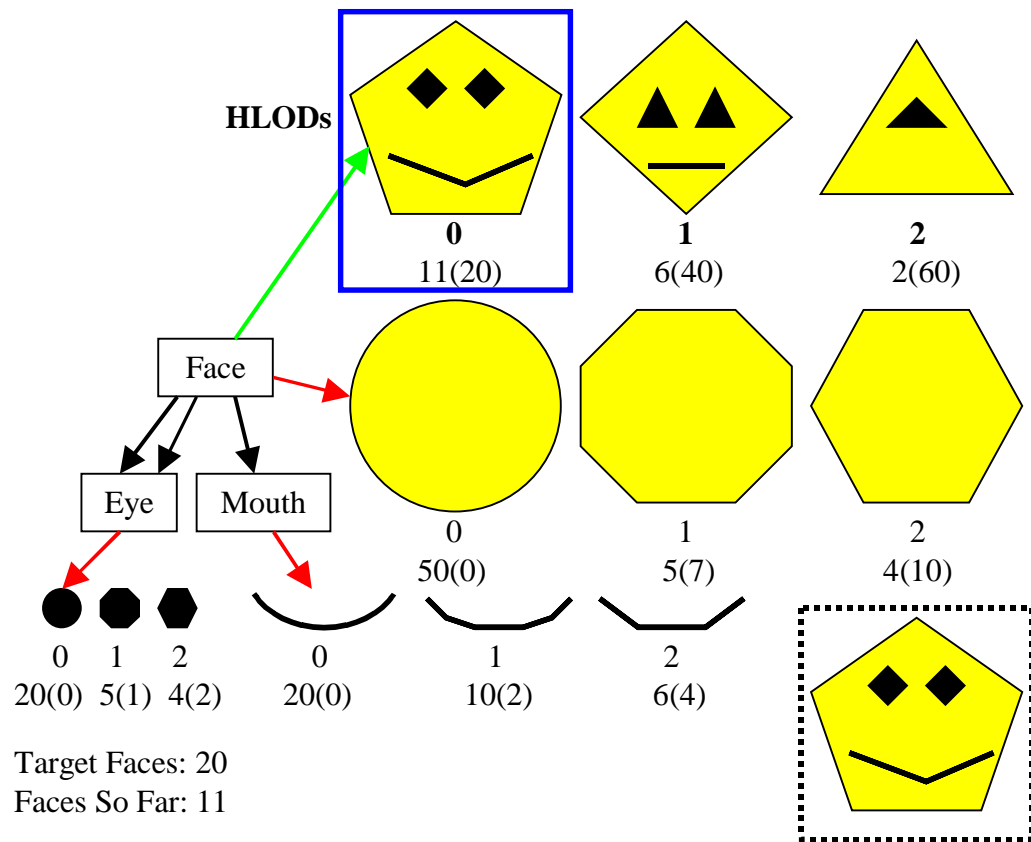 HLODs
0 1 2
11(20) 6(40) 2(60)
Face
Eye Mouth
0 1 2
50(0) 5(7) 4(10)
0 1 2 0 1 2
20(0) 5(1) 4(2) 20(0) 10(2) 6(4)
Target Faces: 20
Faces So Far: 11